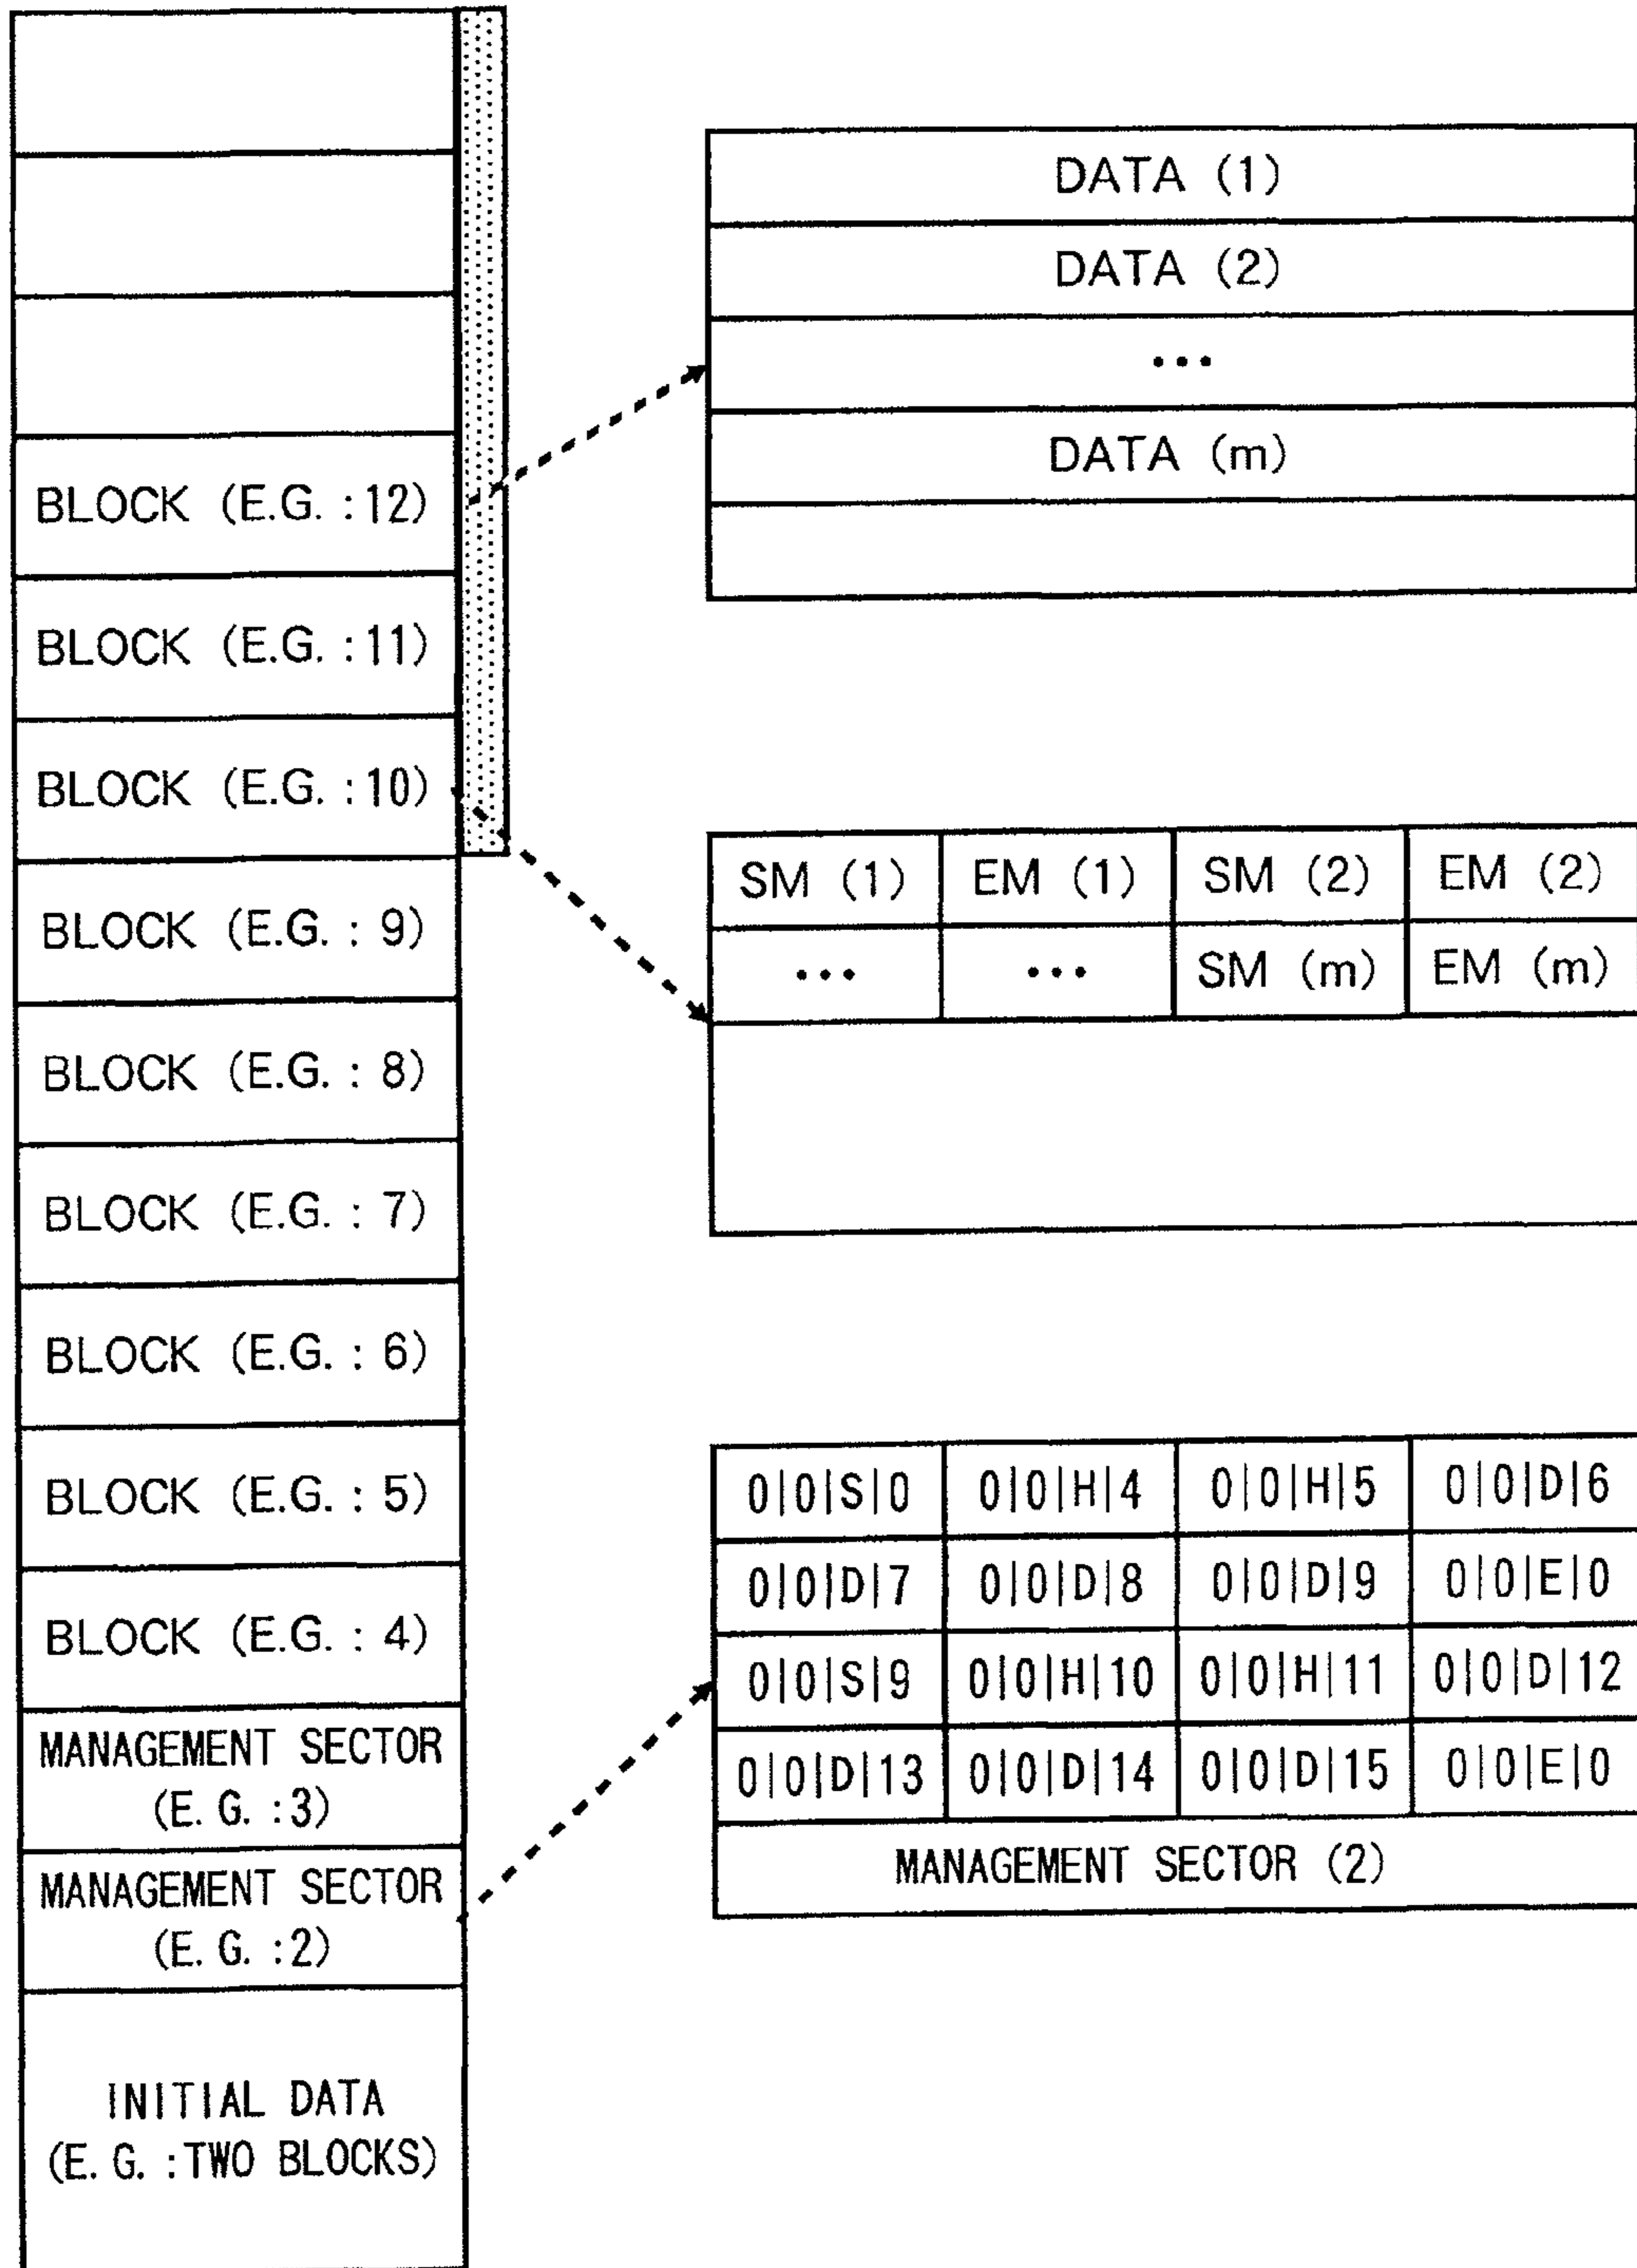 BLOCK (E.G. :12)
BLOCK (E.G. :11)
BLOCK (E.G. :10)
BLOCK (E.G. : 9)
BLOCK (E.G. : 8)
BLOCK (E.G. : 7)
BLOCK (E.G. : 6)
BLOCK (E.G. : 5)
BLOCK (E.G. : 4)
MANAGEMENT SECTOR
(E. G. :3)
MANAGEMENT SECTOR
(E. G. :2)
INITIAL DATA
(E. G. :TWO BLOCKS)
DATA (1)
DATA (2)
•••
DATA (m)
SM (1) EM (1) SM (2) EM (2)
••• ••• SM (m) EM (m)
0|0|S|0 0|0|H|4 0|0|H|5 0|0|D|6
0|0|D|7 0|0|D|8 0|0|D|9 0|0|E|0
0|0|S|9 0|0|H|10 0|0|H|11 0|0|D|12
0|0|D|13 0|0|D|14 0|0|D|15 0|0|E|0
MANAGEMENT SECTOR (2)